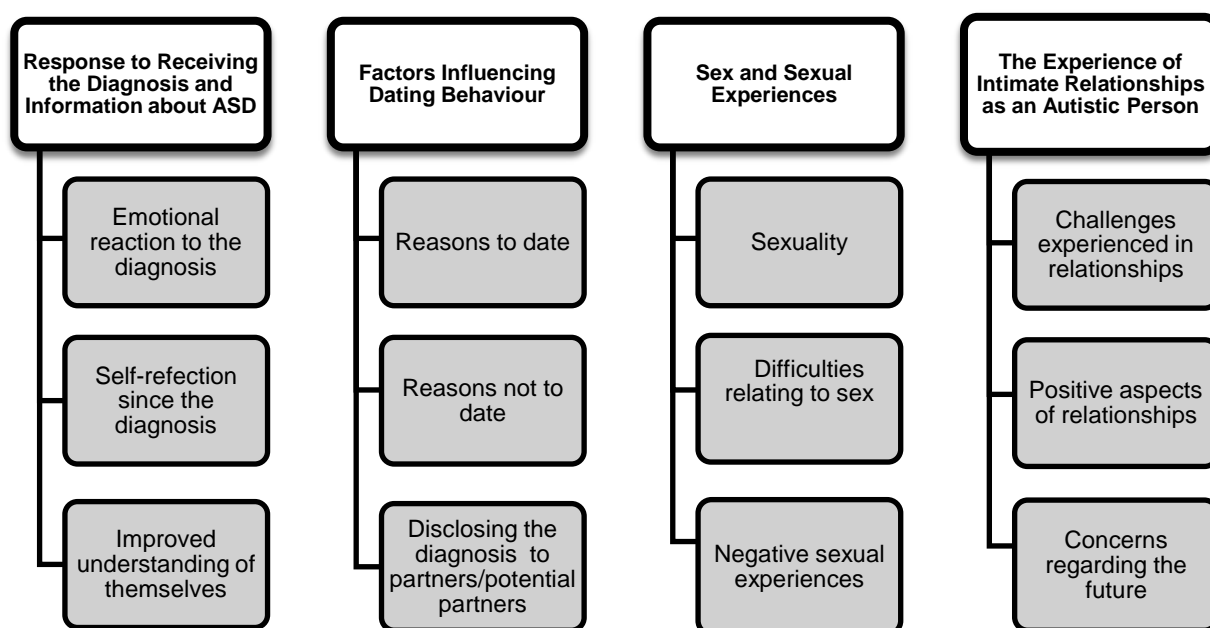 Response to Receiving
the Diagnosis and
Information about ASD
Emotional
reaction to the
diagnosis
Self-refection
since the
diagnosis
Improved
understanding of
themselves
Factors Influencing
Dating Behaviour
Reasons to date
Reasons not to
date
Disclosing the
diagnosis to
partners/potential
partners
Sex and Sexual
Experiences
Sexuality
Difficulties
relating to sex
Negative sexual
experiences
The Experience of
Intimate Relationships
as an Autistic Person
Challenges
experienced in
relationships
Positive aspects
of relationships
Concerns
regarding the
future